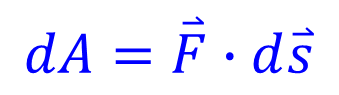 dA = F⃗ · ds⃗